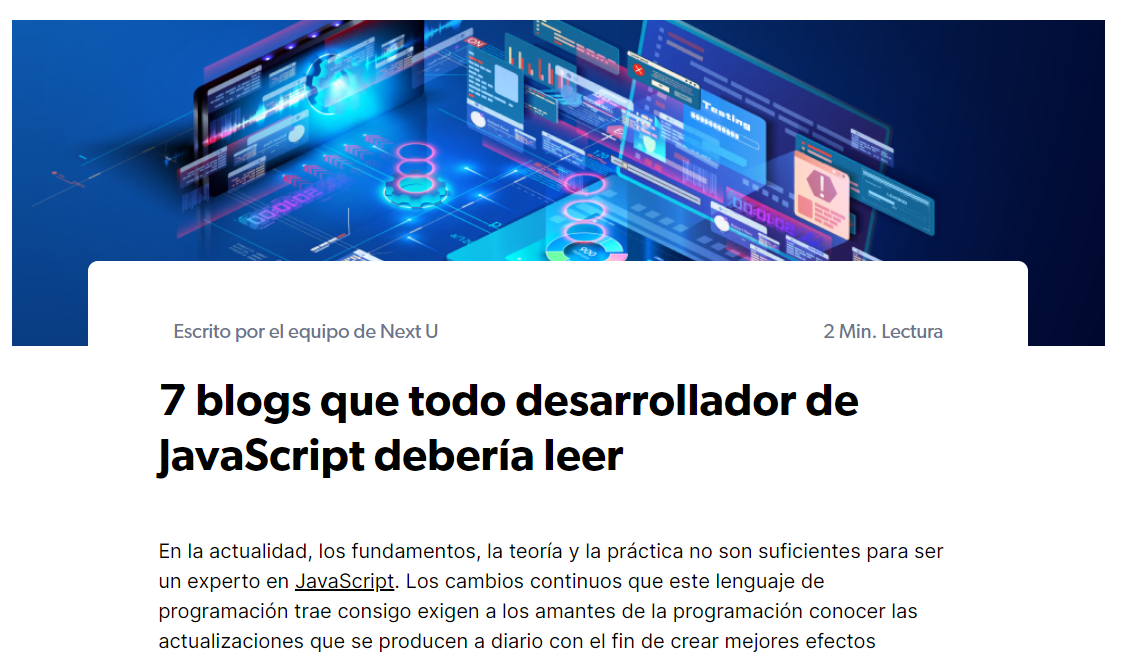 ON
Testing
Escrito por el equipo de Next U
2 Min. Lectura
7 blogs que todo desarrollador de
JavaScript debería leer
En la actualidad, los fundamentos, la teoría y la práctica no son suficientes para ser
un experto en JavaScript. Los cambios continuos que este lenguaje de
programación trae consigo exigen a los amantes de la programación conocer las
actualizaciones que se producen a diario con el fin de crear mejores efectos